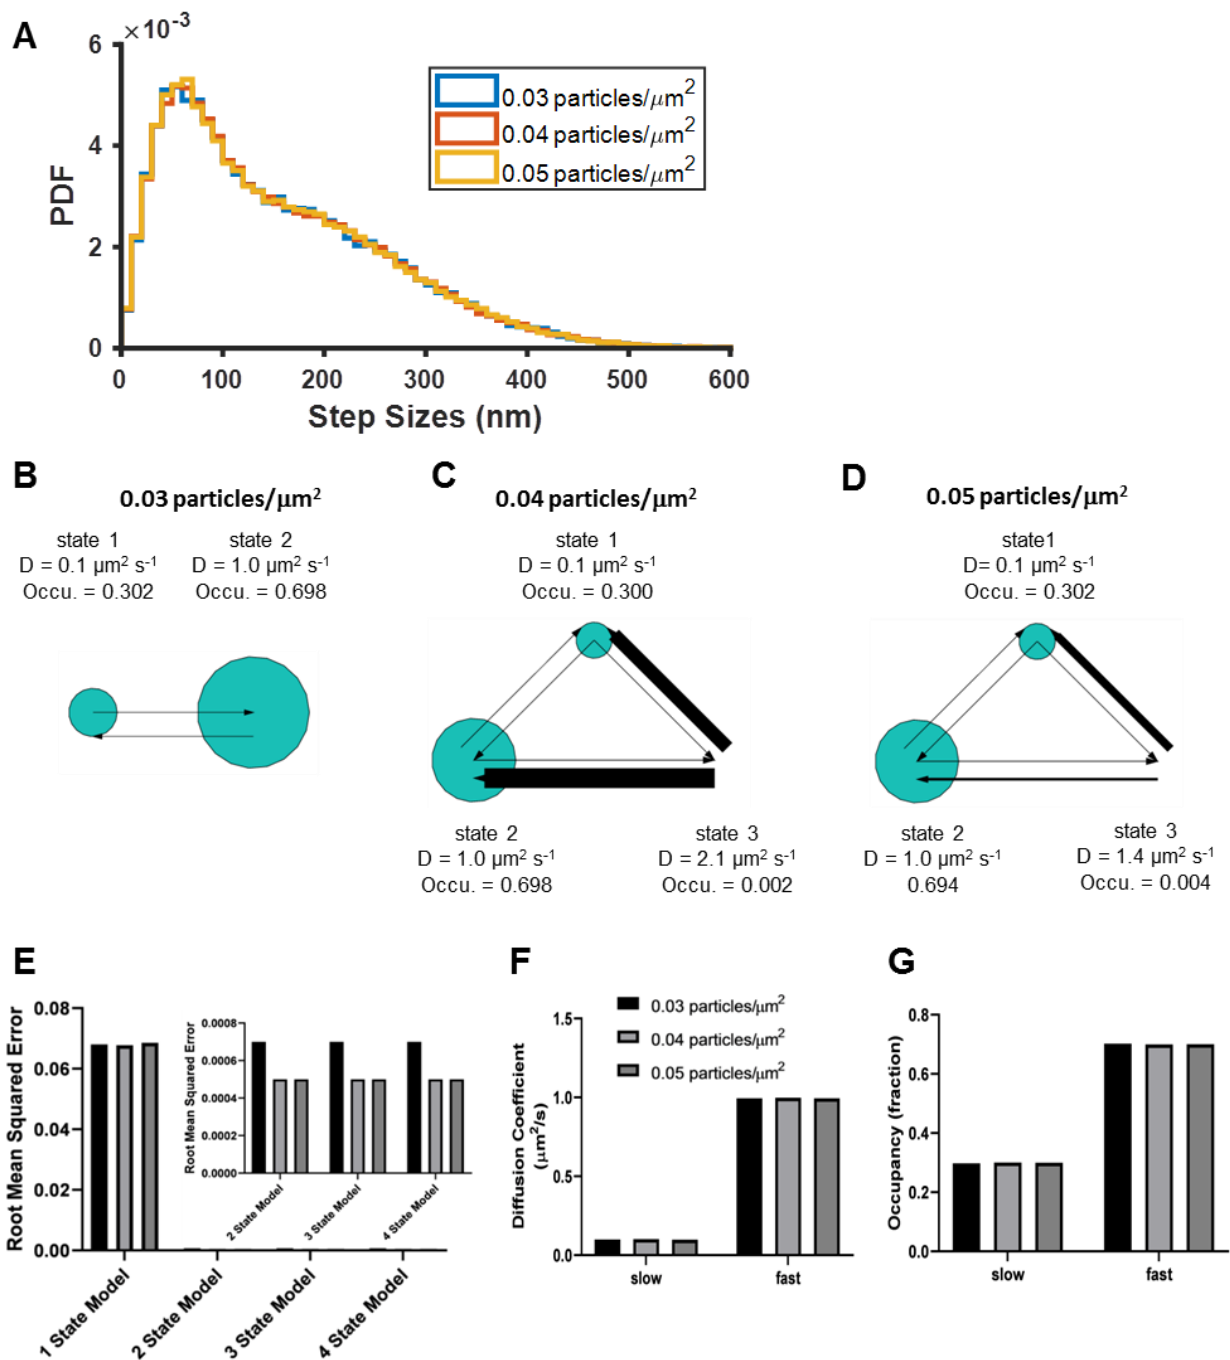 A
×10⁻³
6
4
2
0
PDF
0.03 particles/μm²
0.04 particles/μm²
0.05 particles/μm²
0 100 200 300 400 500 600
Step Sizes (nm)
B
0.03 particles/μm²
state 1
D = 0.1 μm² s⁻¹
Occu. = 0.302
state 2
D = 1.0 μm² s⁻¹
Occu. = 0.698
C
0.04 particles/μm²
state 1
D = 0.1 μm² s⁻¹
Occu. = 0.300
state 2
D = 1.0 μm² s⁻¹
Occu. = 0.698
state 3
D = 2.1 μm² s⁻¹
Occu. = 0.002
D
0.05 particles/μm²
state1
D= 0.1 μm² s⁻¹
Occu. = 0.302
state 2
D = 1.0 μm² s⁻¹
0.694
state 3
D = 1.4 μm² s⁻¹
Occu. = 0.004
E
Root Mean Squared Error
0.08
0.06
0.04
0.02
0.00
1 State Model
2 State Model
3 State Model
4 State Model
Root Mean Squared Error
0.0008
0.0006
0.0004
0.0002
0.0000
2 State Model
3 State Model
4 State Model
F
Diffusion Coefficient
(μm²/s)
1.5
1.0
0.5
0.0
0.03 particles/μm²
0.04 particles/μm²
0.05 particles/μm²
slow fast
G
Occupancy (fraction)
0.8
0.6
0.4
0.2
0.0
slow fast